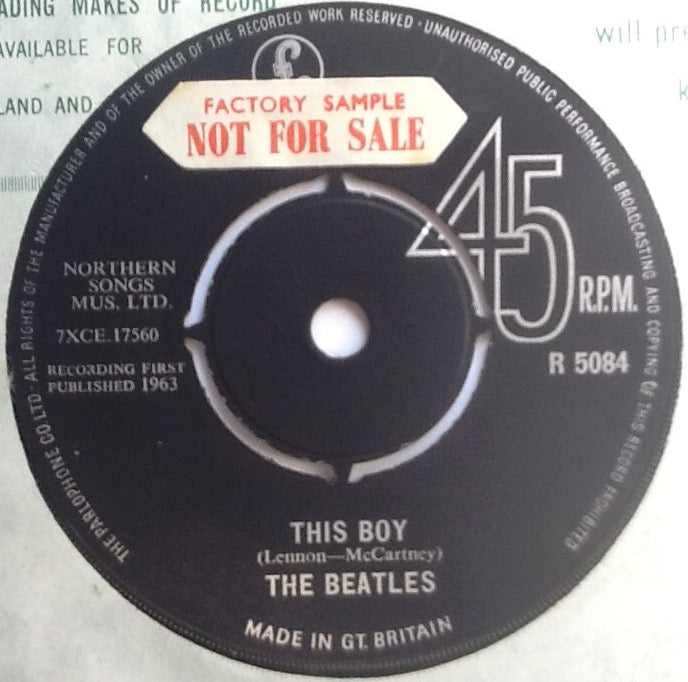 ADING MAKES OF RECORD
AVAILABLE FOR
LAND AND
will pre
k
THE PARLOPHONE CO LTD · ALL RIGHTS OF THE MANUFACTURER AND OF THE OWNER OF THE RECORDED WORK RESERVED · UNAUTHORISED PUBLIC PERFORMANCE BROADCASTING AND COPYING OF THIS RECORD PROHIBITED
£
FACTORY SAMPLE
NOT FOR SALE
45
R.P.M.
R 5084
NORTHERN
SONGS
MUS. LTD.
7XCE.17560
RECORDING FIRST
PUBLISHED 1963
THIS BOY
(Lennon—McCartney)
THE BEATLES
MADE IN GT. BRITAIN